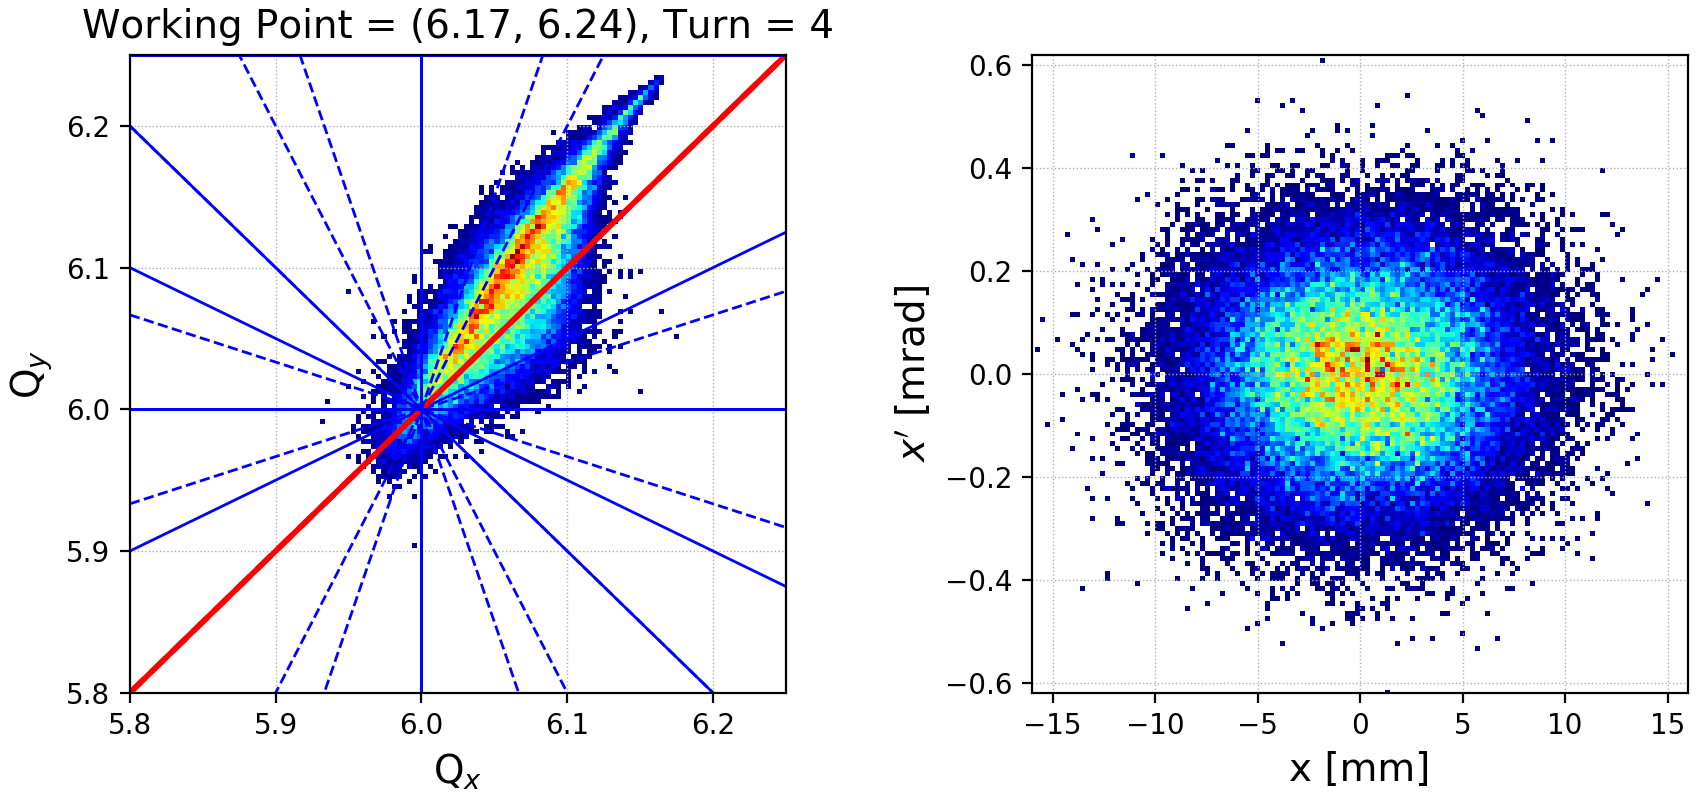 Working Point = (6.17, 6.24), Turn = 4
6.2
6.1
6.0
5.9
5.8
Q_y
5.8 5.9 6.0 6.1 6.2
Q_x
0.6
0.4
0.2
0.0
−0.2
−0.4
−0.6
x′ [mrad]
−15 −10 −5 0 5 10 15
x [mm]